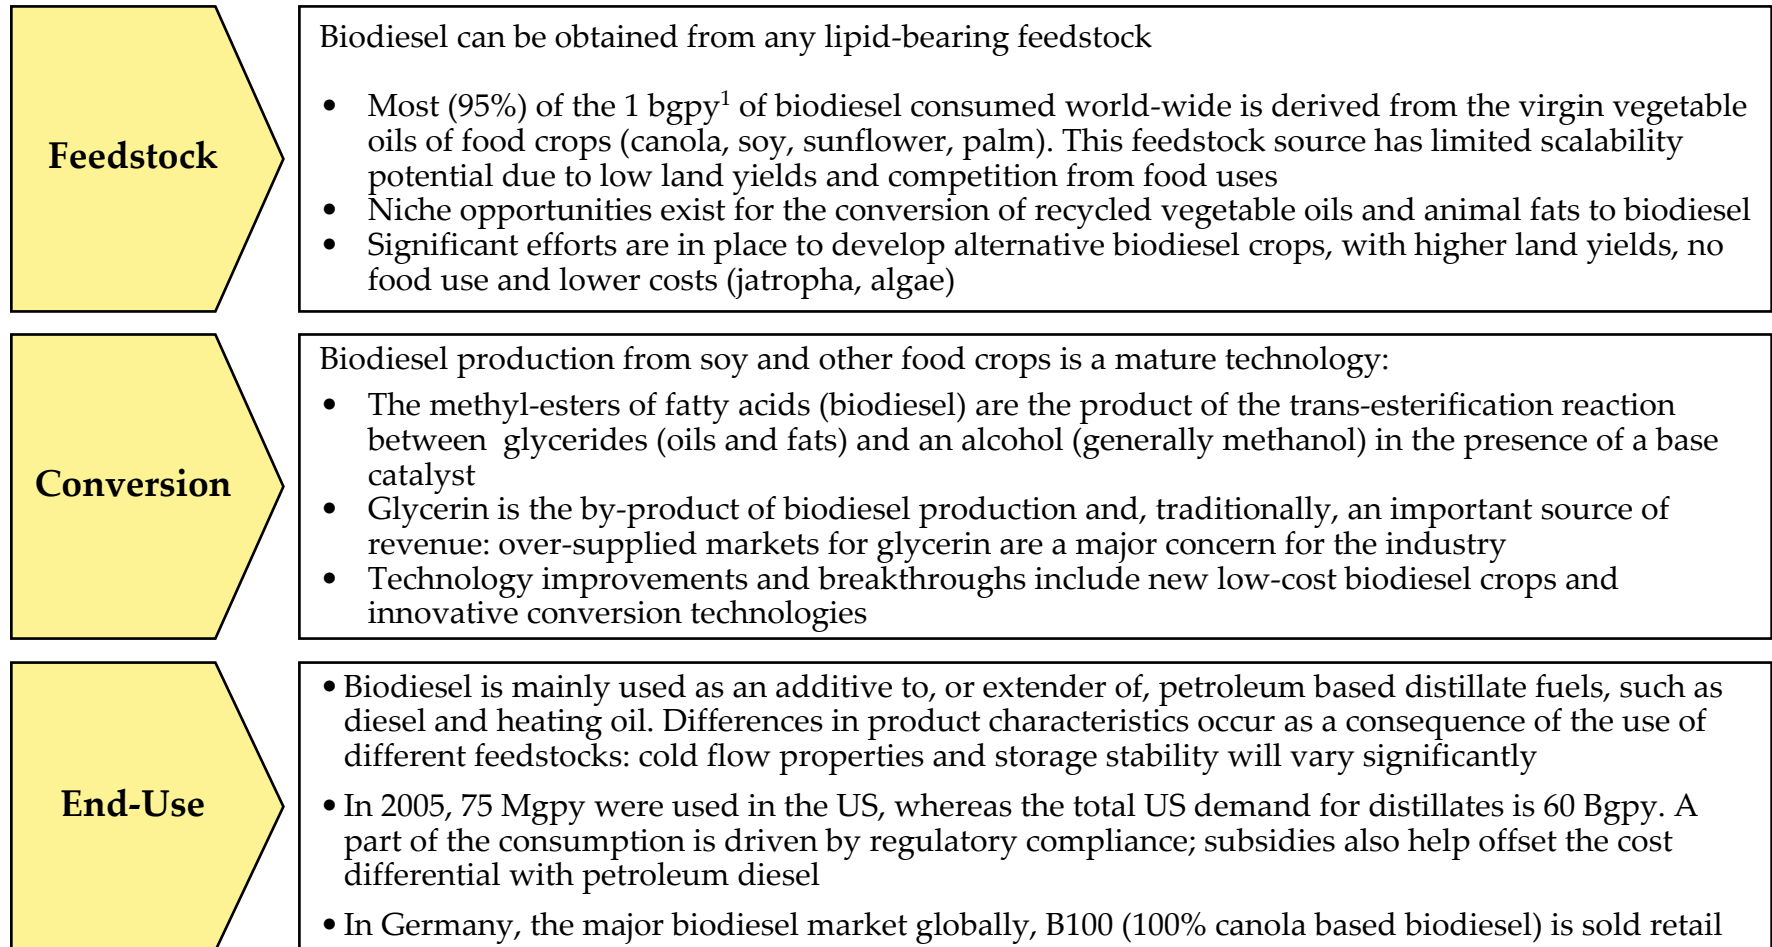 Feedstock
Biodiesel can be obtained from any lipid-bearing feedstock
• Most (95%) of the 1 bgpy¹ of biodiesel consumed world-wide is derived from the virgin vegetable
oils of food crops (canola, soy, sunflower, palm). This feedstock source has limited scalability
potential due to low land yields and competition from food uses
• Niche opportunities exist for the conversion of recycled vegetable oils and animal fats to biodiesel
• Significant efforts are in place to develop alternative biodiesel crops, with higher land yields, no
food use and lower costs (jatropha, algae)
Conversion
Biodiesel production from soy and other food crops is a mature technology:
• The methyl-esters of fatty acids (biodiesel) are the product of the trans-esterification reaction
between glycerides (oils and fats) and an alcohol (generally methanol) in the presence of a base
catalyst
• Glycerin is the by-product of biodiesel production and, traditionally, an important source of
revenue: over-supplied markets for glycerin are a major concern for the industry
• Technology improvements and breakthroughs include new low-cost biodiesel crops and
innovative conversion technologies
End-Use
• Biodiesel is mainly used as an additive to, or extender of, petroleum based distillate fuels, such as
diesel and heating oil. Differences in product characteristics occur as a consequence of the use of
different feedstocks: cold flow properties and storage stability will vary significantly
• In 2005, 75 Mgpy were used in the US, whereas the total US demand for distillates is 60 Bgpy. A
part of the consumption is driven by regulatory compliance; subsidies also help offset the cost
differential with petroleum diesel
• In Germany, the major biodiesel market globally, B100 (100% canola based biodiesel) is sold retail